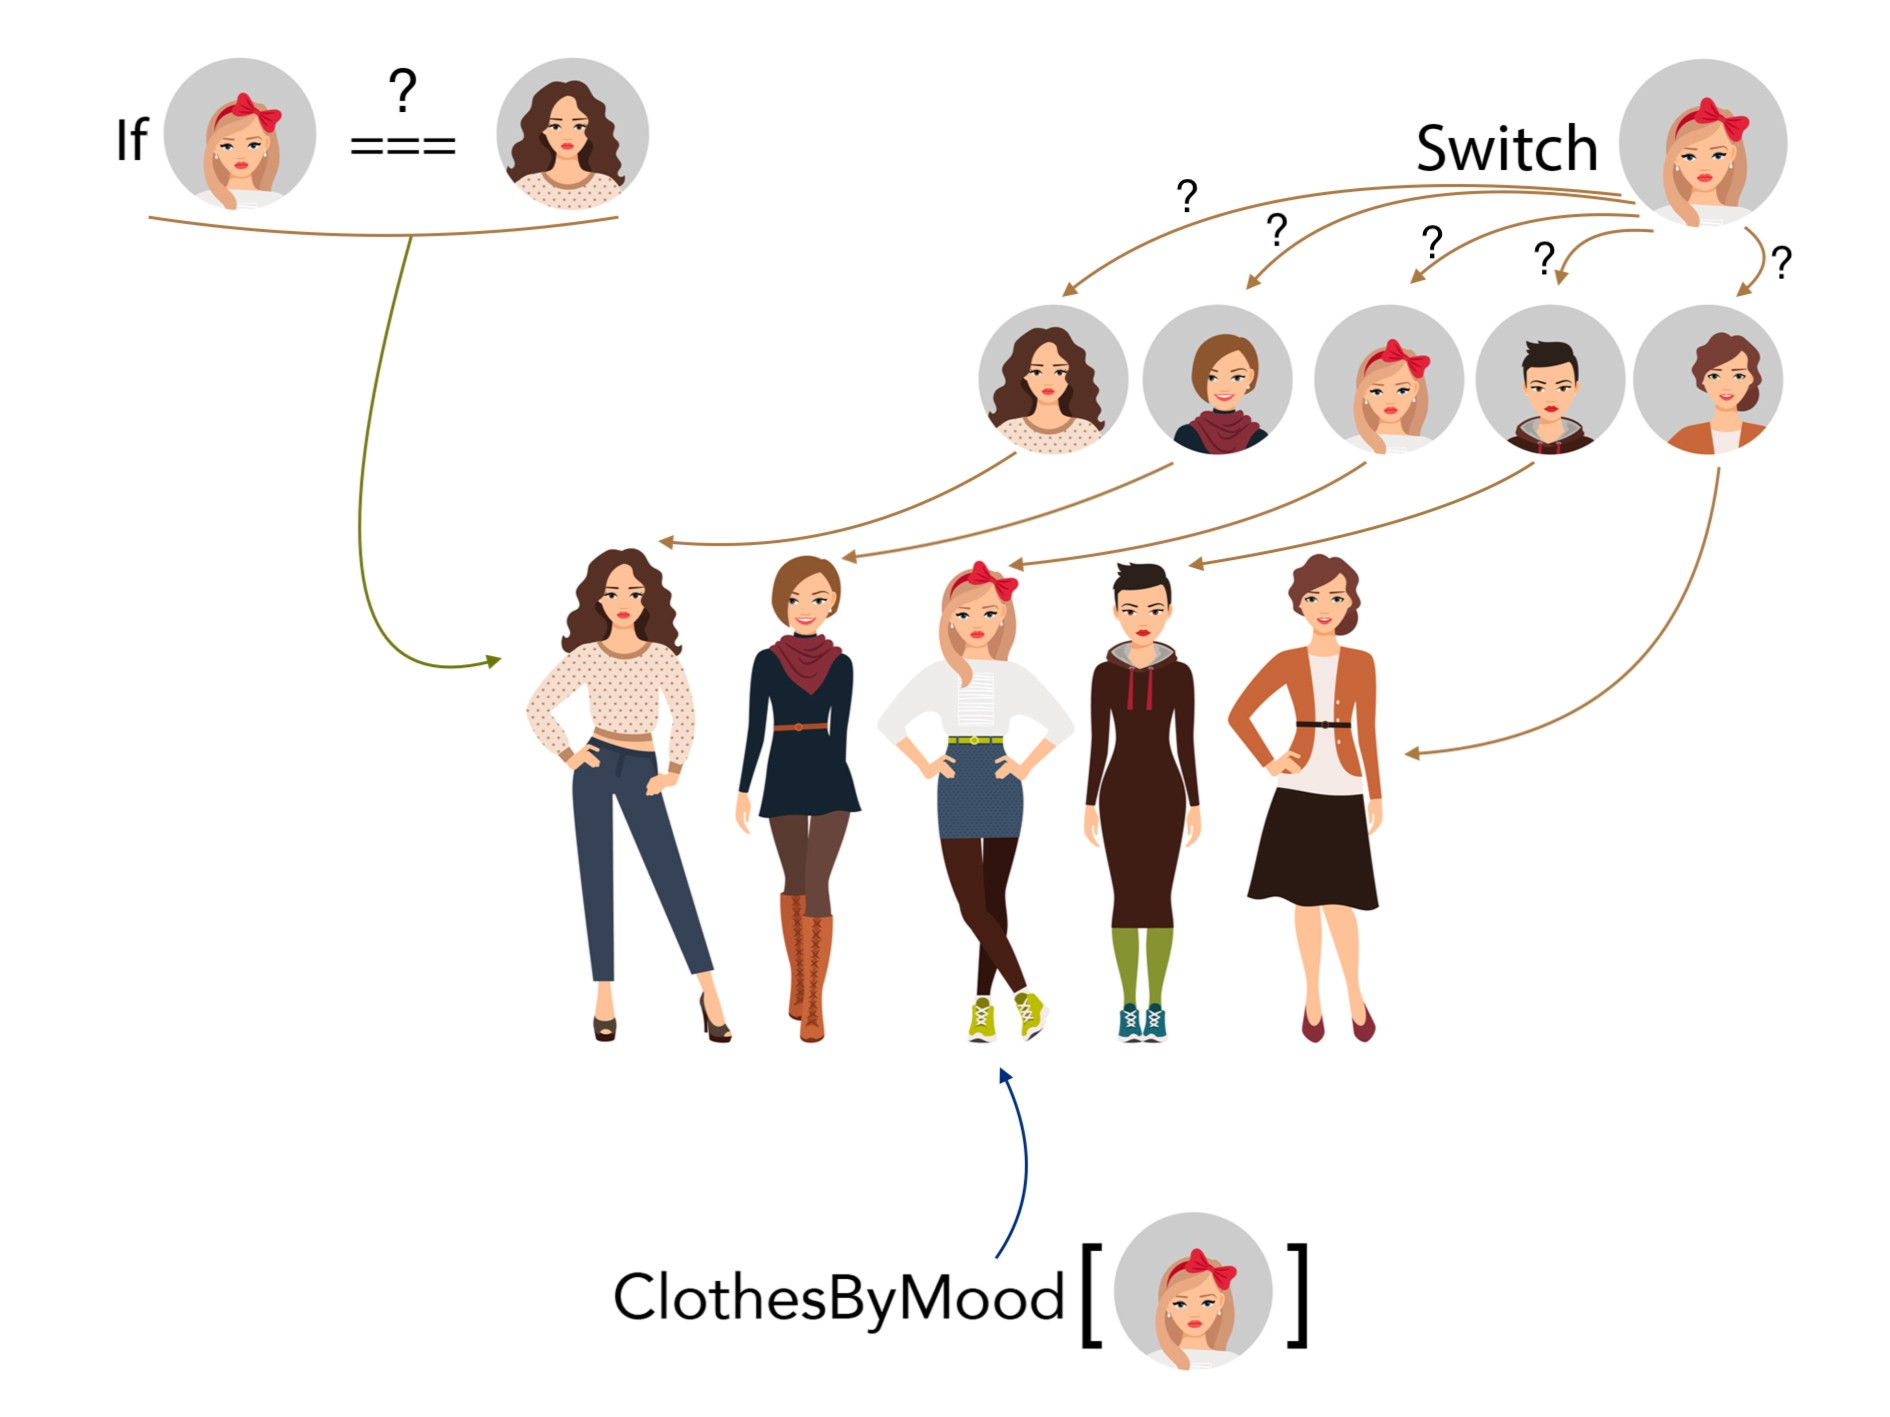 If ? ===
Switch
?
?
?
?
?
ClothesByMood [ ]